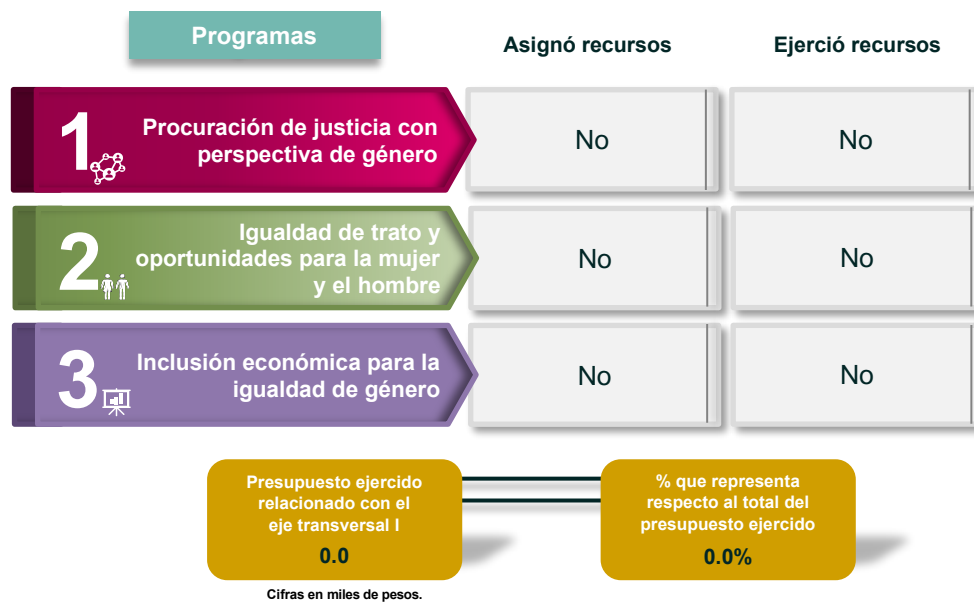 Programas
Asignó recursos
Ejerció recursos
1
Procuración de justicia con
perspectiva de género
No
No
2
Igualdad de trato y
oportunidades para la mujer
y el hombre
No
No
3
Inclusión económica para la
igualdad de género
No
No
Presupuesto ejercido
relacionado con el
eje transversal I
0.0
% que representa
respecto al total del
presupuesto ejercido
0.0%
Cifras en miles de pesos.